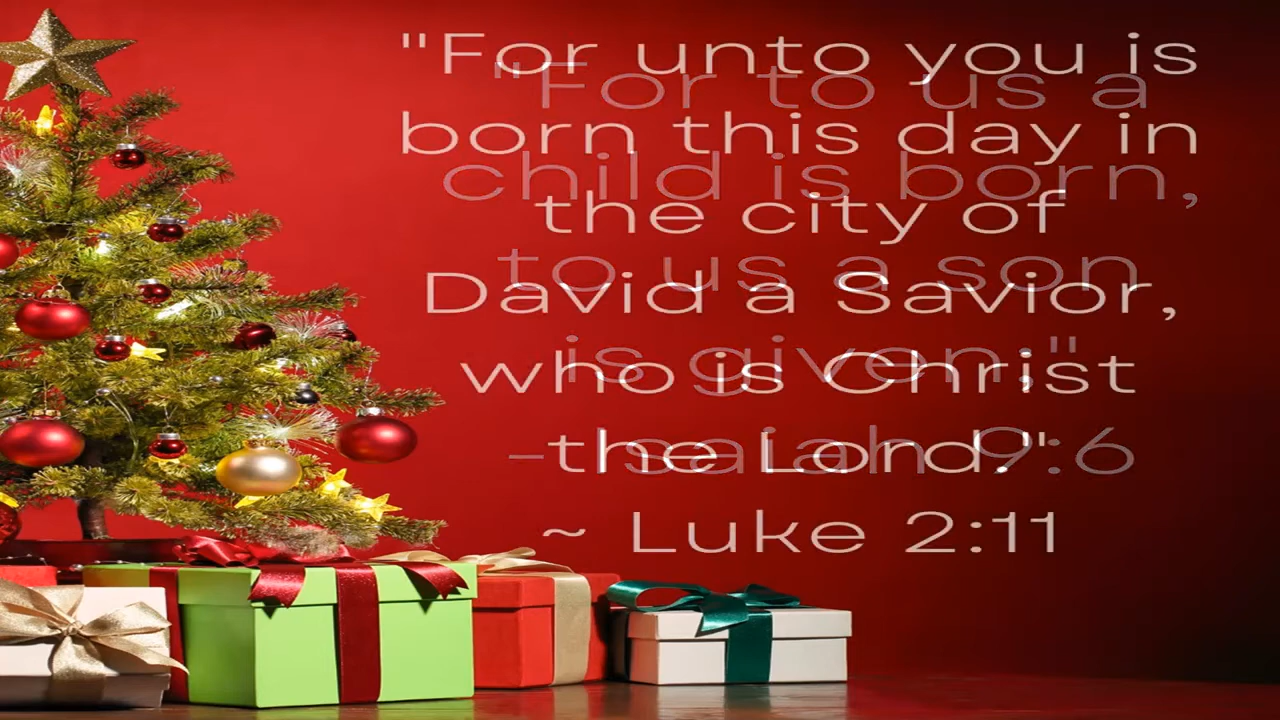 "For unto you is
born this day in
the city of
David a Savior,
who is Christ
the Lord."
~ Luke 2:11
"For to us a
child is born,
to us a son
is given;"
- Isaiah 9:6